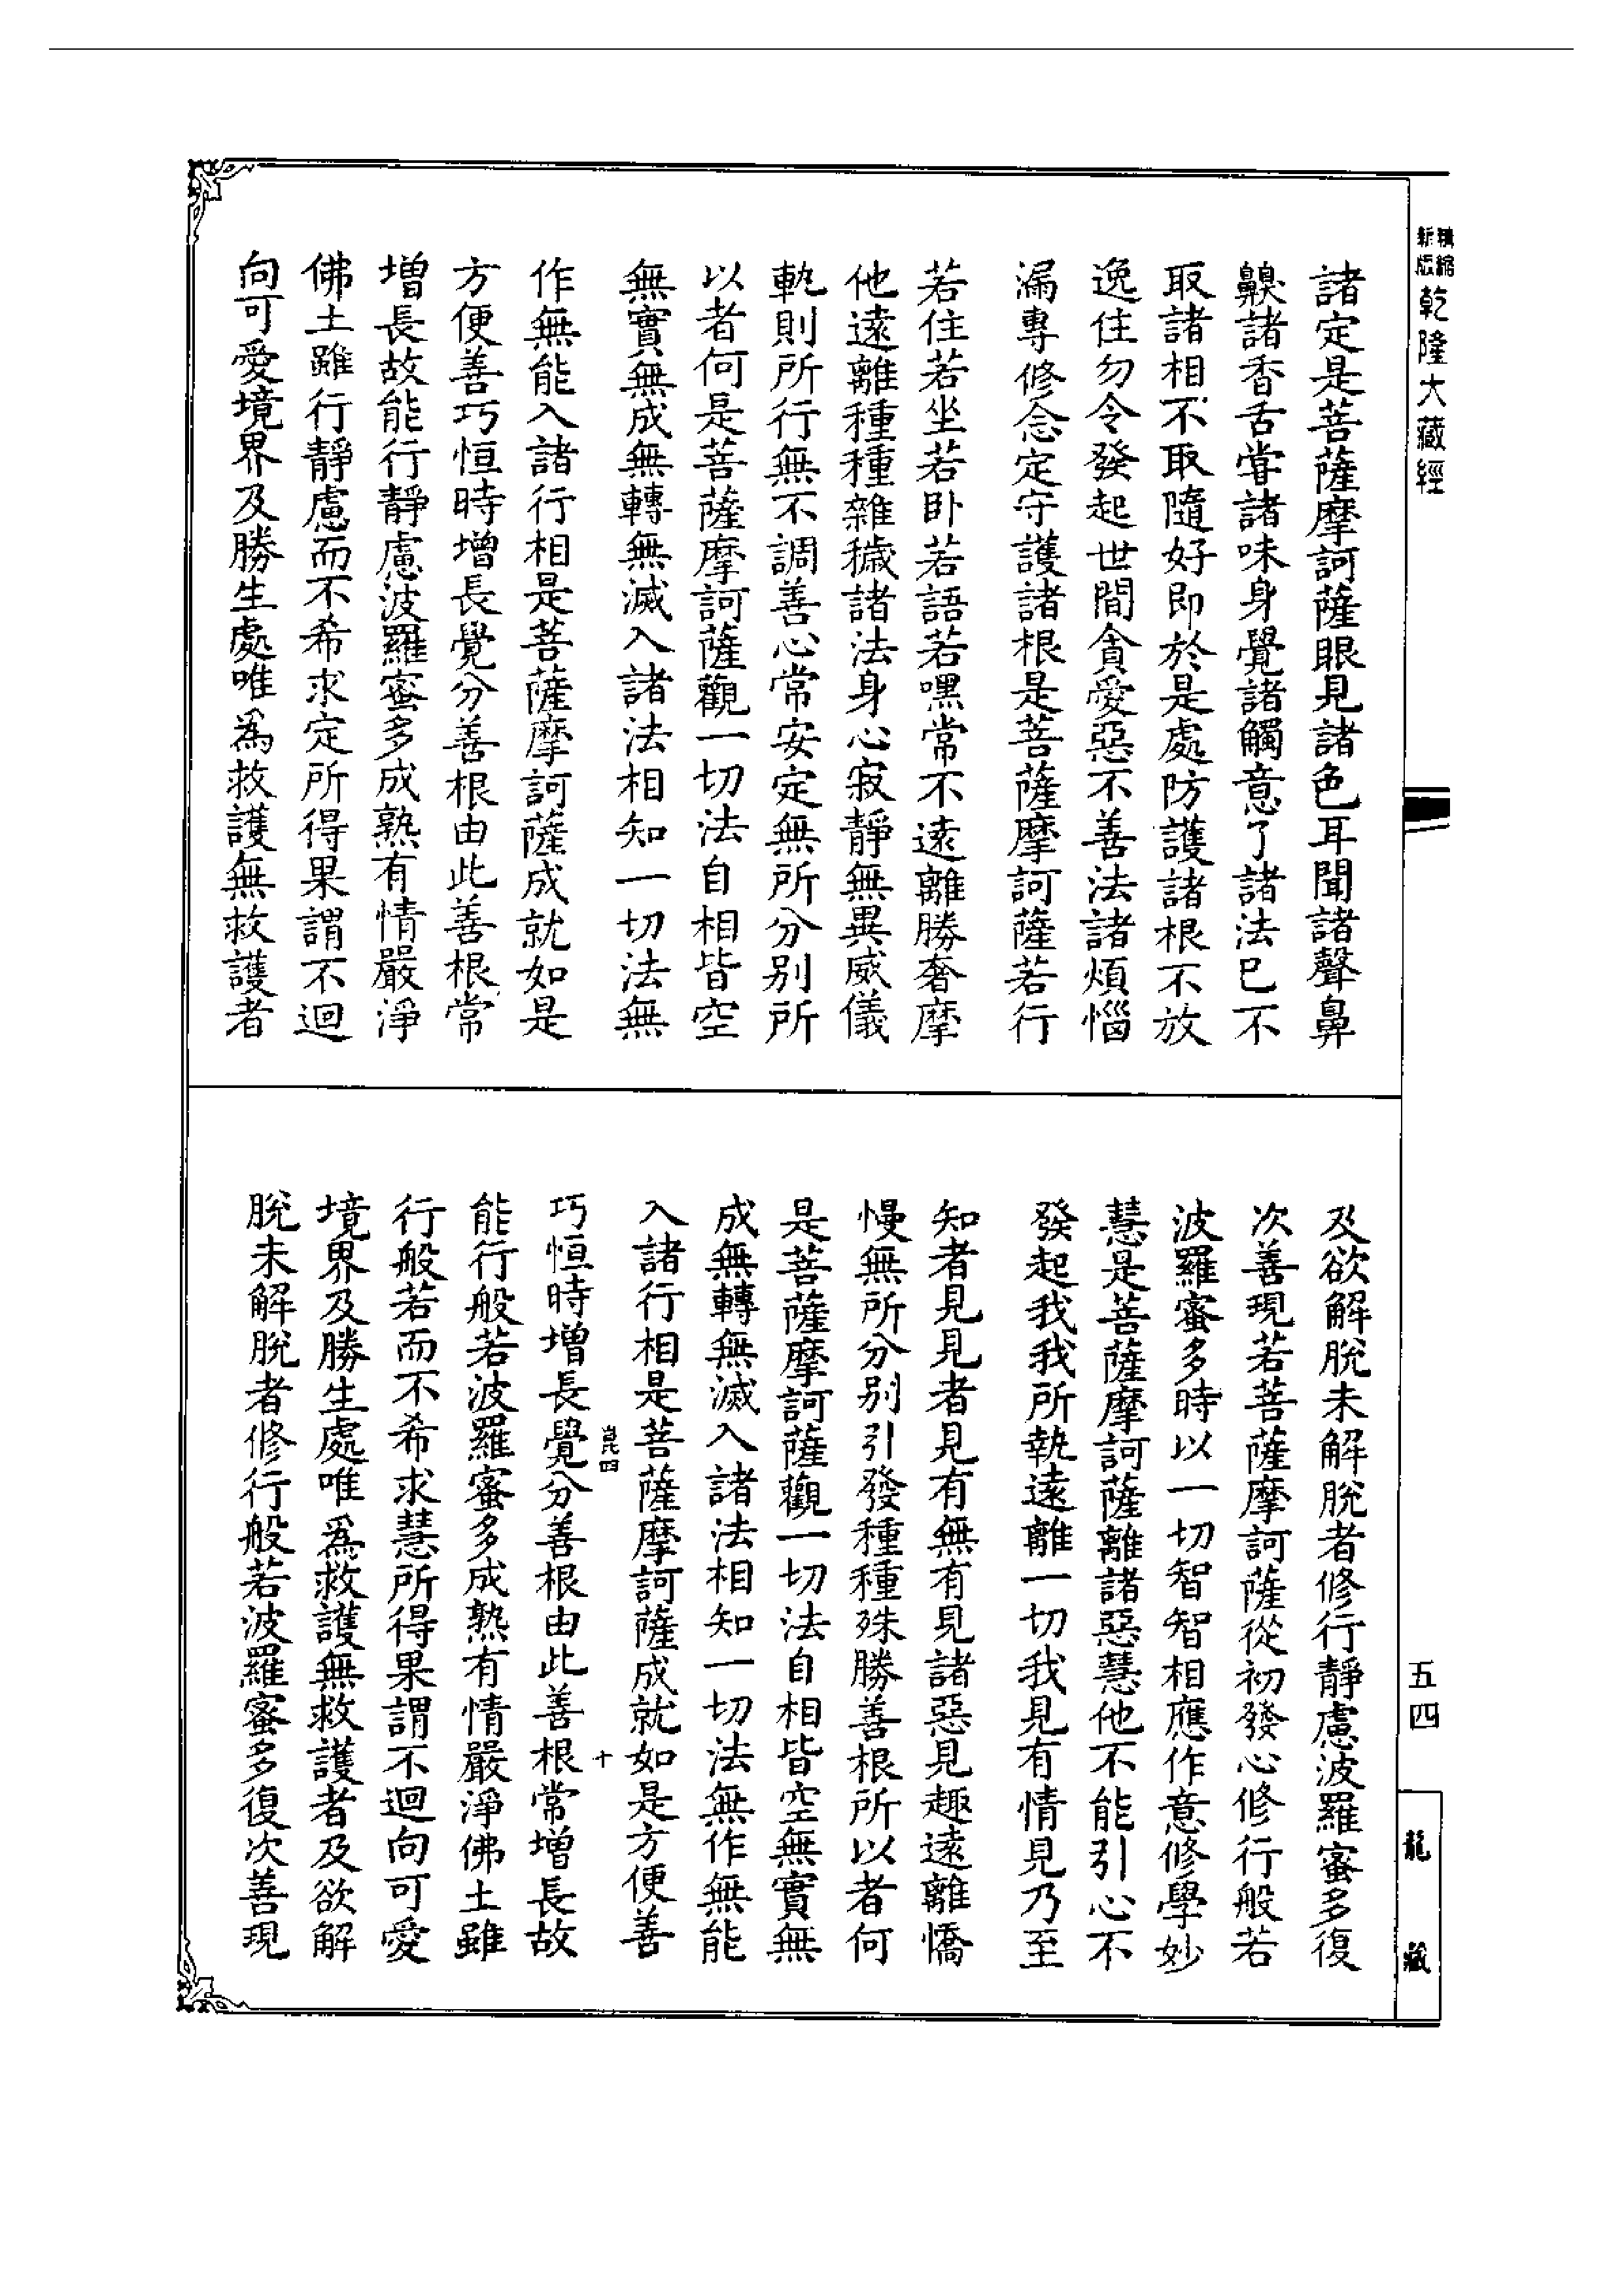 精縮新版乾隆大藏經
諸定是菩薩摩訶薩眼見諸色耳聞諸聲鼻
齅諸香舌甞諸味身覺諸觸意了諸法已不
取諸相不取隨好即於是處防護諸根不放
逸住勿令發起世間貪愛惡不善法諸煩惱
漏專修念定守護諸根是菩薩摩訶薩若行
若住若坐若卧若語若嘿常不遠離勝奢摩
他遠離種種雜穢諸法身心寂靜無異威儀
軌則所行無不調善心常安定無所分別所
以者何是菩薩摩訶薩觀一切法自相皆空
無實無成無轉無滅入諸法相知一切法無
作無能入諸行相是菩薩摩訶薩成就如是
方便善巧恒時增長覺分善根由此善根常
增長故能行靜慮波羅蜜多成熟有情嚴淨
佛土雖行靜慮而不希求定所得果謂不迴
向可愛境界及勝生處唯為救護無救護者
及欲解脫未解脫者修行靜慮波羅蜜多復
次善現若菩薩摩訶薩從初發心修行般若
波羅蜜多時以一切智智相應作意修學妙
慧是菩薩摩訶薩離諸惡慧他不能引心不
發起我我所執遠離一切我見有情見乃至
知者見見者見有無有見諸惡見趣遠離憍
慢無所分別引發種種殊勝善根所以者何
是菩薩摩訶薩觀一切法自相皆空無實無
成無轉無滅入諸法相知一切法無作無能
入諸行相是菩薩摩訶薩成就如是方便善
崑四 十
巧恒時增長覺分善根由此善根常增長故
能行般若波羅蜜多成熟有情嚴淨佛土雖
行般若而不希求慧所得果謂不迴向可愛
境界及勝生處唯爲救護無救護者及欲解
脫未解脫者修行般若波羅蜜多復次善現
五四
龍藏